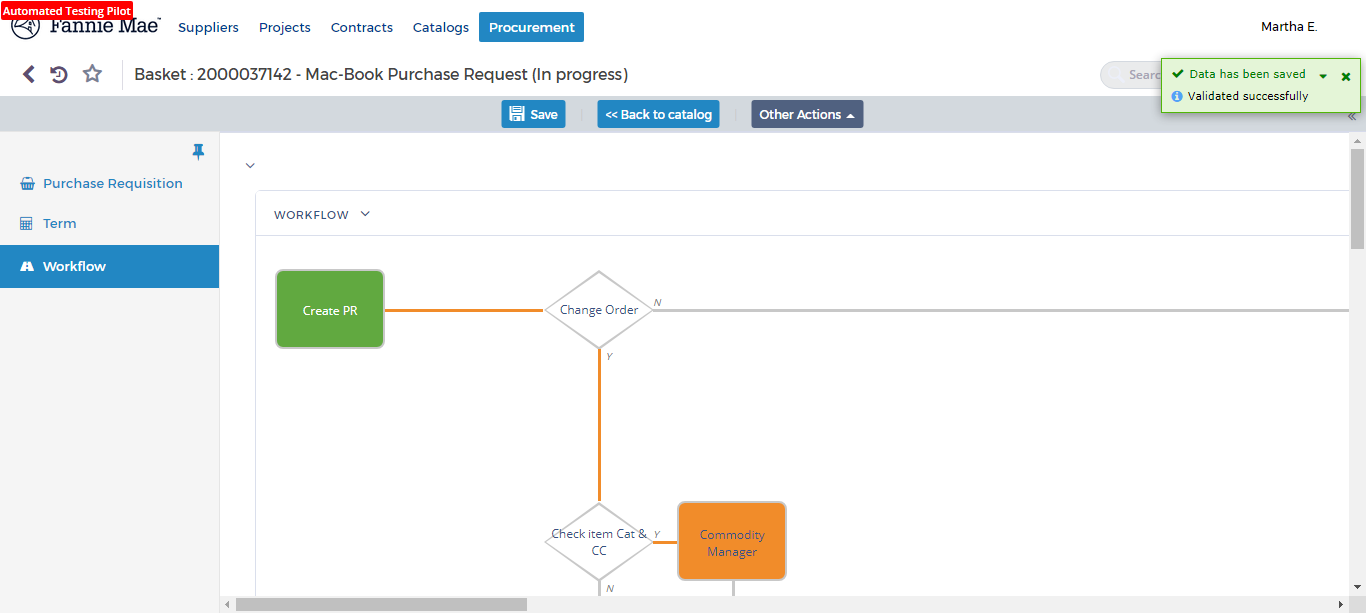 Automated Testing Pilot
Fannie Mae™
Suppliers Projects Contracts Catalogs Procurement
Martha E.
Basket : 2000037142 - Mac-Book Purchase Request (In progress)
Data has been saved
Validated successfully
Save
<< Back to catalog
Other Actions
Purchase Requisition
Term
Workflow
WORKFLOW
Create PR
Change Order
N
Y
Check item Cat &
CC
Y
N
Commodity
Manager